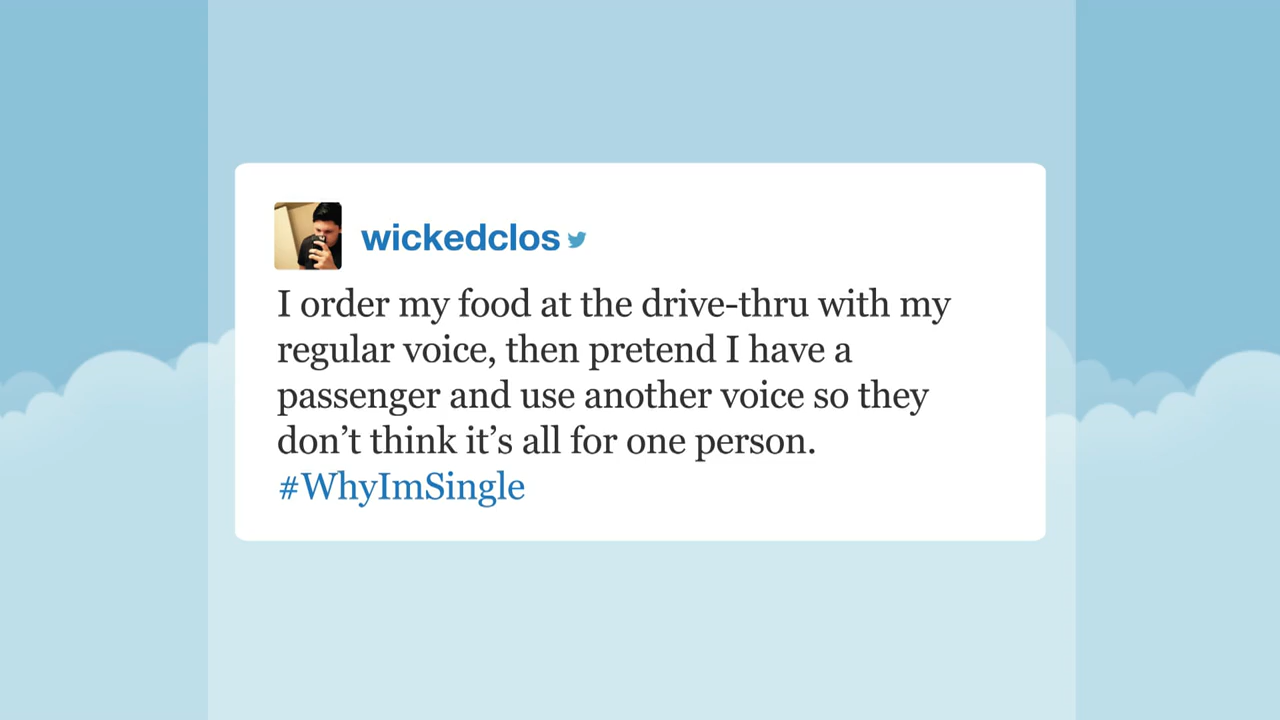 wickedclos
I order my food at the drive-thru with my
regular voice, then pretend I have a
passenger and use another voice so they
don’t think it’s all for one person.
#WhyImSingle